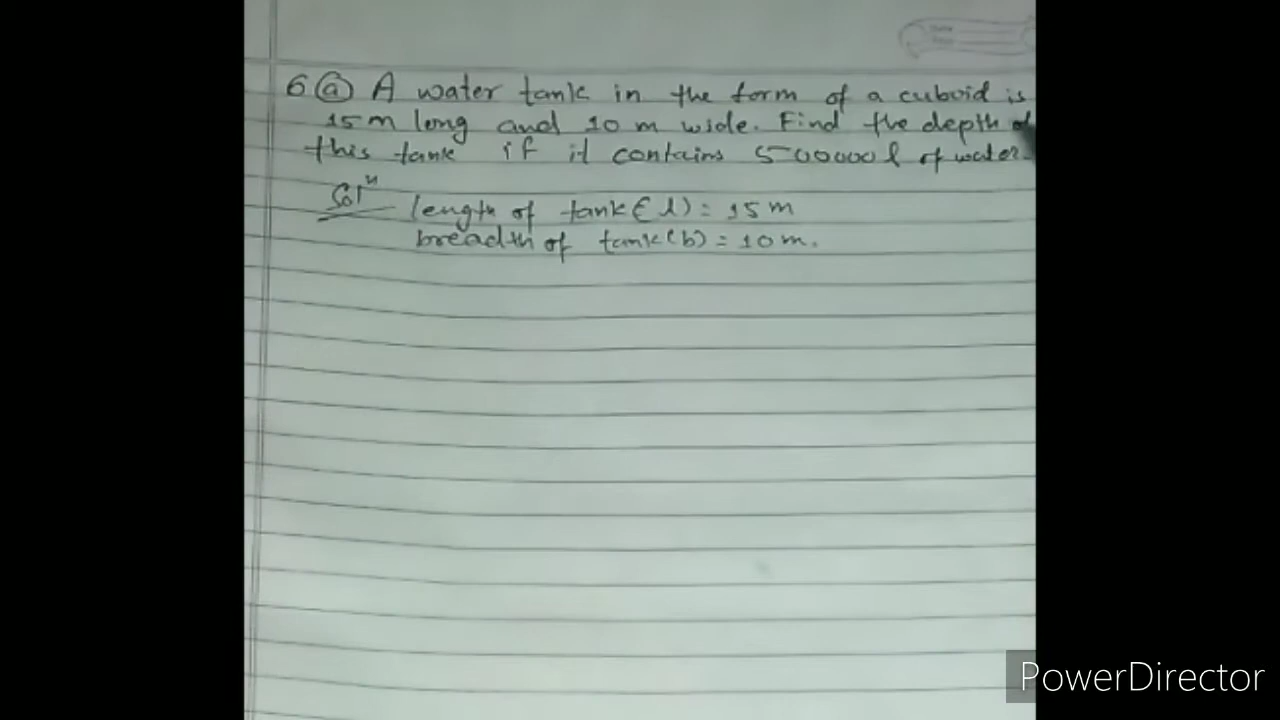 6 (a) A water tank in the form of a cuboid is
15 m long and 10 m wide. Find the depth of
this tank if it contains 500000 l of water.
Solⁿ
length of tank (l) = 15 m
breadth of tank (b) = 10 m.
PowerDirector